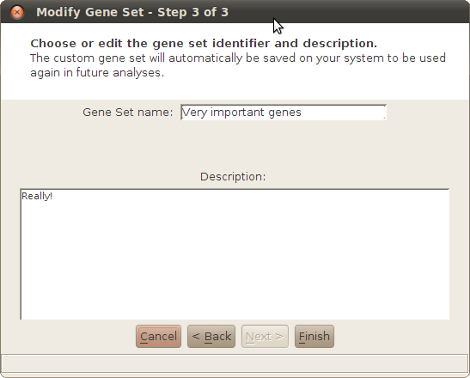 Modify Gene Set - Step 3 of 3
Choose or edit the gene set identifier and description.
The custom gene set will automatically be saved on your system to be used
again in future analyses.
Gene Set name: Very important genes
Description:
Really!
Cancel < Back Next > Finish